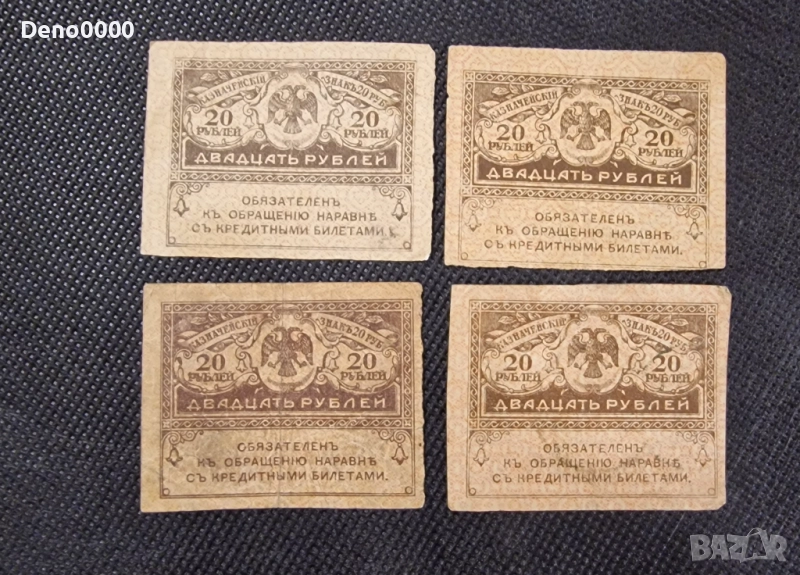 Deno0000
КАЗНАЧЕЙСКІЙ ЗНАКЪ 20 РУБ.
20 РУБЛЕЙ 20 РУБЛЕЙ
ДВАДЦАТЬ РУБЛЕЙ
ОБЯЗАТЕЛЕНЪ
КЪ ОБРАЩЕНІЮ НАРАВНѢ
СЪ КРЕДИТНЫМИ БИЛЕТАМИ.
КАЗНАЧЕЙСКІЙ ЗНАКЪ 20 РУБ.
20 РУБЛЕЙ 20 РУБЛЕЙ
ДВАДЦАТЬ РУБЛЕЙ
ОБЯЗАТЕЛЕНЪ
КЪ ОБРАЩЕНІЮ НАРАВНѢ
СЪ КРЕДИТНЫМИ БИЛЕТАМИ.
КАЗНАЧЕЙСКІЙ ЗНАКЪ 20 РУБ.
20 РУБЛЕЙ 20 РУБЛЕЙ
ДВАДЦАТЬ РУБЛЕЙ
ОБЯЗАТЕЛЕНЪ
КЪ ОБРАЩЕНІЮ НАРАВНѢ
СЪ КРЕДИТНЫМИ БИЛЕТАМИ.
КАЗНАЧЕЙСКІЙ ЗНАКЪ 20 РУБ.
20 РУБЛЕЙ 20 РУБЛЕЙ
ДВАДЦАТЬ РУБЛЕЙ
ОБЯЗАТЕЛЕНЪ
КЪ ОБРАЩЕНІЮ НАРАВНѢ
СЪ КРЕДИТНЫМИ БИЛЕТАМИ.
BAZAR